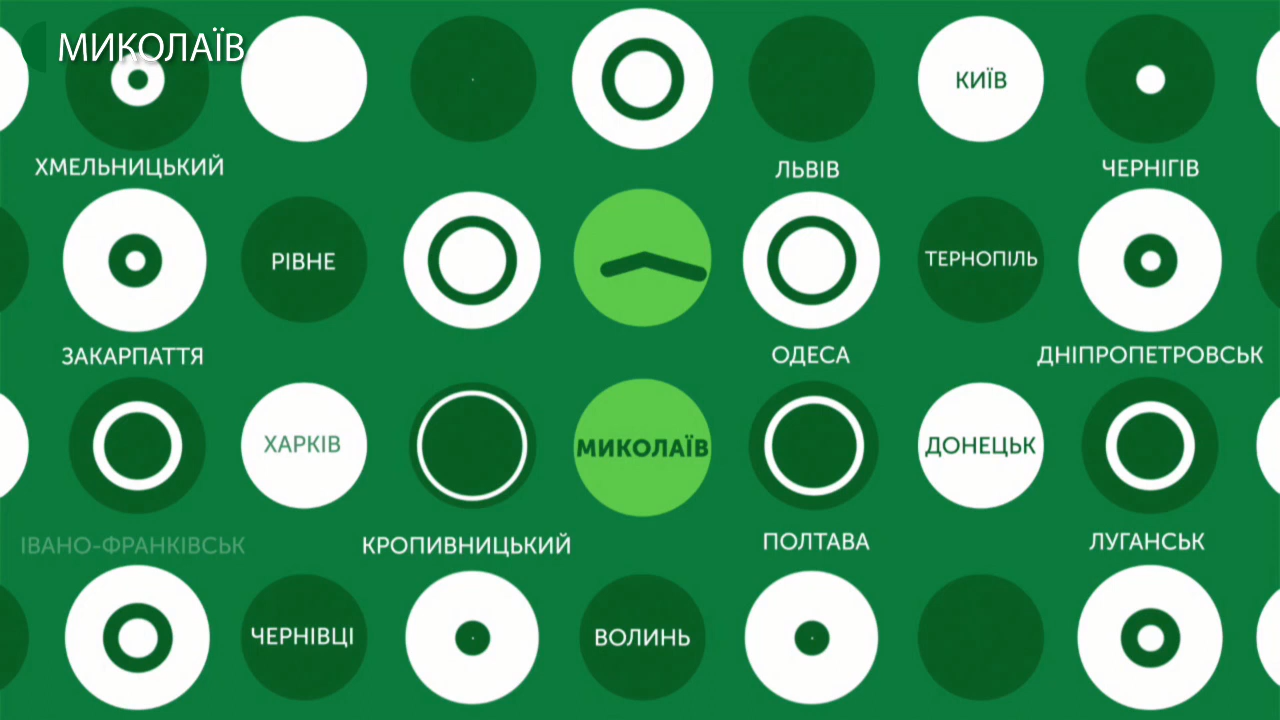 МИКОЛАЇВ
КИЇВ
ХМЕЛЬНИЦЬКИЙ
ЛЬВІВ
ЧЕРНІГІВ
РІВНЕ
ТЕРНОПІЛЬ
ЗАКАРПАТТЯ
ОДЕСА
ДНІПРОПЕТРОВСЬК
ХАРКІВ
МИКОЛАЇВ
ДОНЕЦЬК
ІВАНО-ФРАНКІВСЬК
КРОПИВНИЦЬКИЙ
ПОЛТАВА
ЛУГАНСЬК
ЧЕРНІВЦІ
ВОЛИНЬ